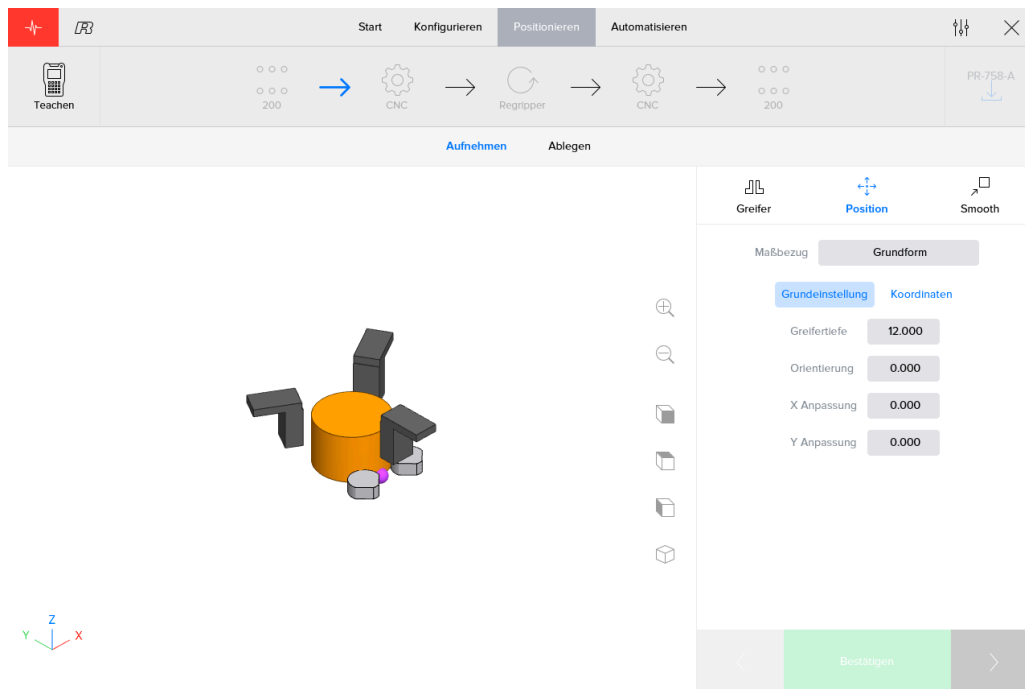 Start Konfigurieren Positionieren Automatisieren
Teachen
200
CNC
Regripper
CNC
200
PR-758-A
Aufnehmen Ablegen
Greifer Position Smooth
Maßbezug Grundform
Grundeinstellung Koordinaten
Greifertiefe 12.000
Orientierung 0.000
X Anpassung 0.000
Y Anpassung 0.000
Z
Y X
Bestätigen